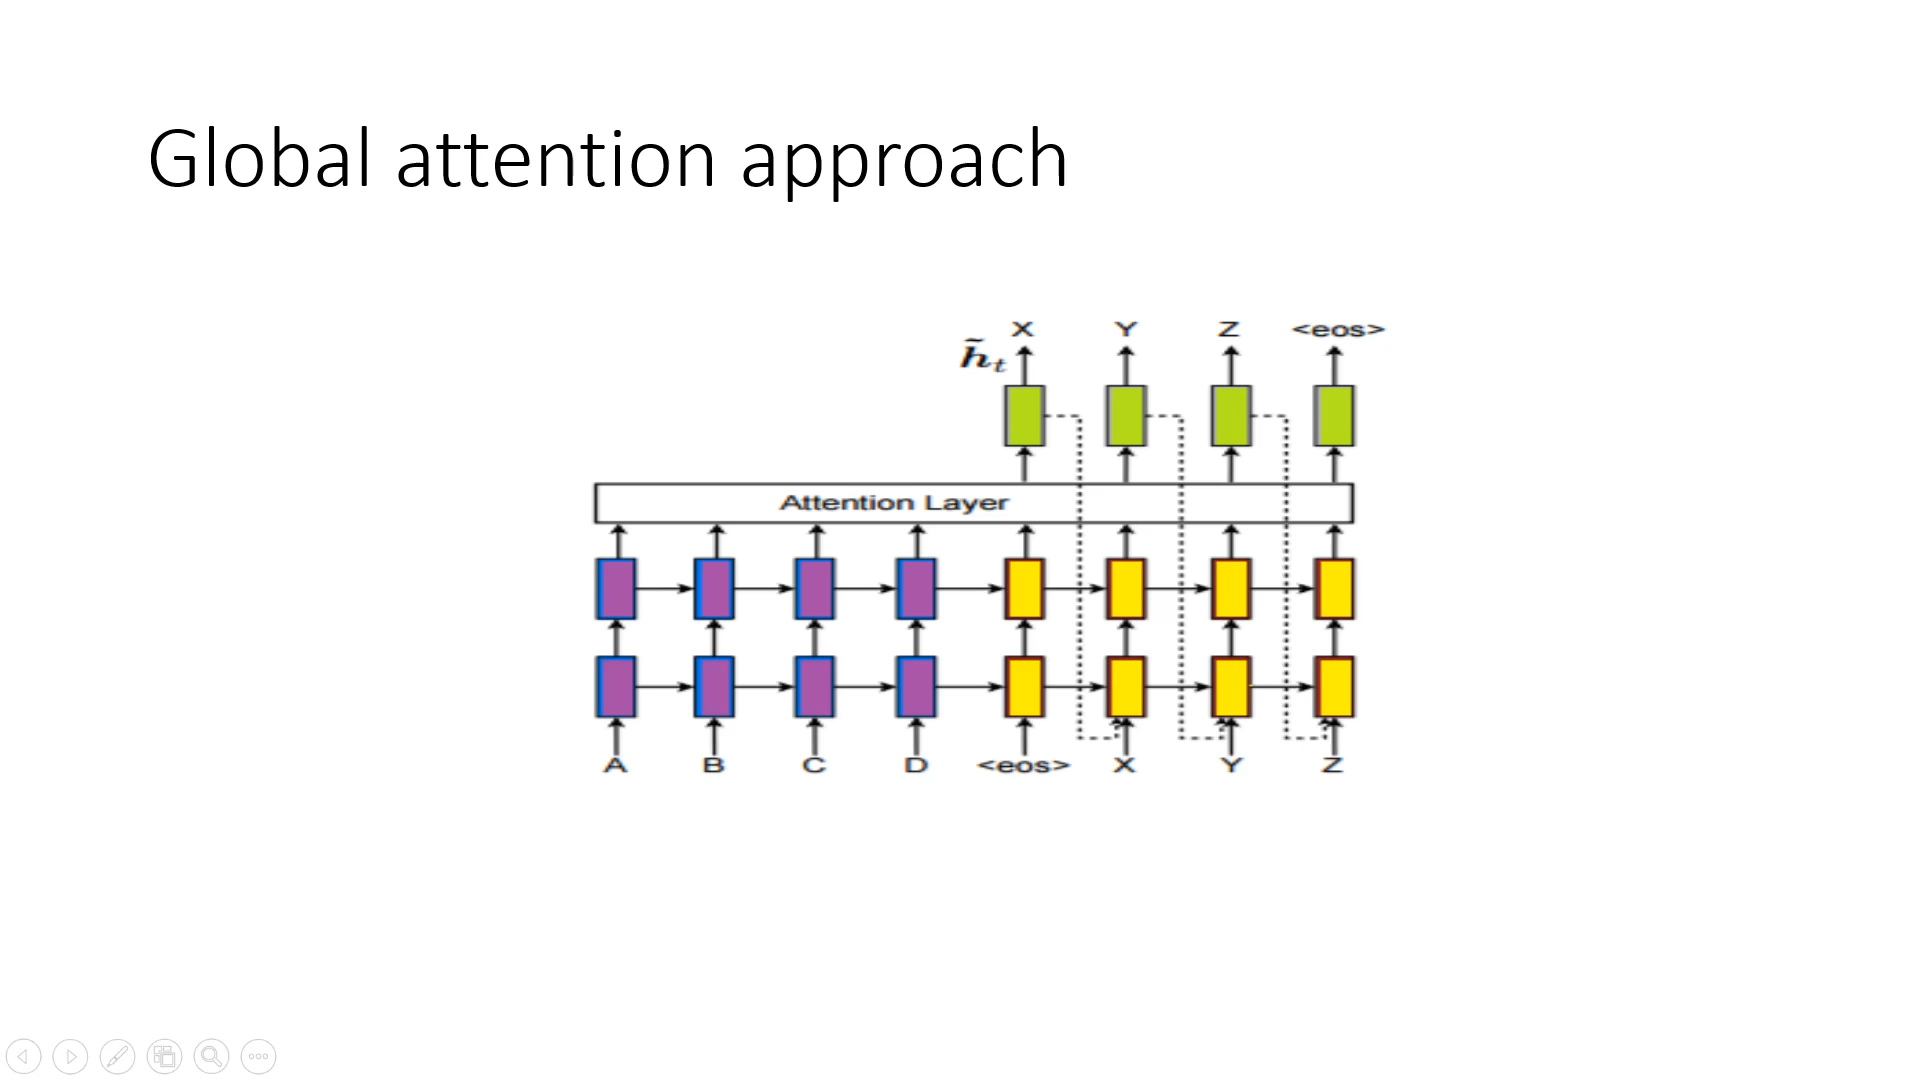 Global attention approach
X Y Z <eos>
h̃ₜ
Attention Layer
A B C D <eos> X Y Z